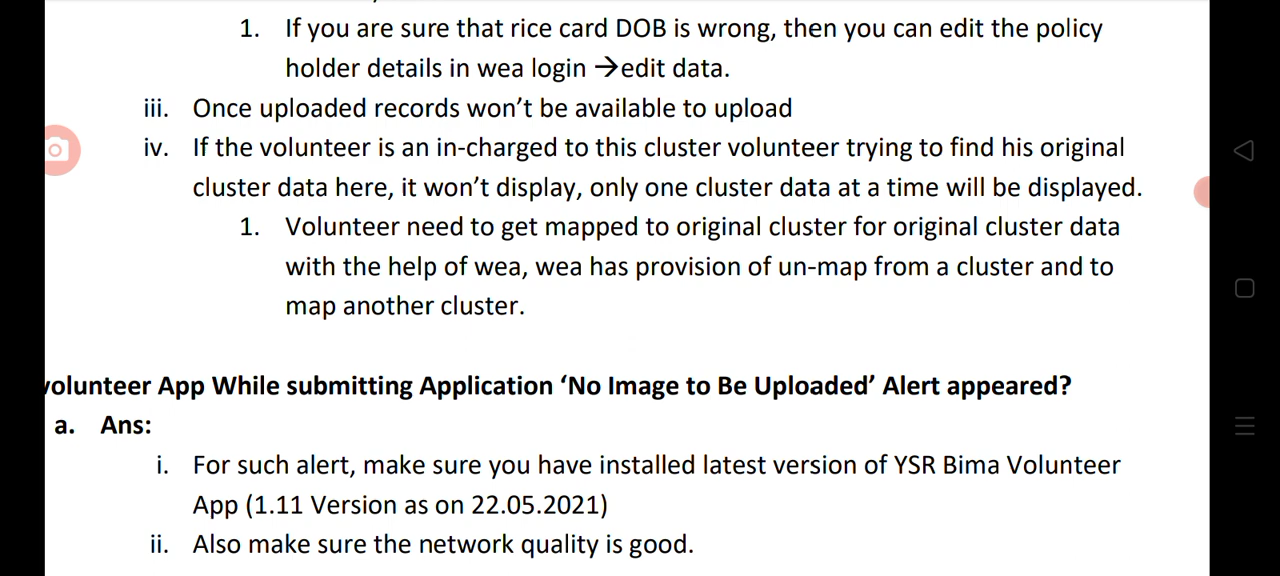 1. If you are sure that rice card DOB is wrong, then you can edit the policy
holder details in wea login →edit data.
iii. Once uploaded records won’t be available to upload
iv. If the volunteer is an in-charged to this cluster volunteer trying to find his original
cluster data here, it won’t display, only one cluster data at a time will be displayed.
1. Volunteer need to get mapped to original cluster for original cluster data
with the help of wea, wea has provision of un-map from a cluster and to
map another cluster.
volunteer App While submitting Application ‘No Image to Be Uploaded’ Alert appeared?
a. Ans:
i. For such alert, make sure you have installed latest version of YSR Bima Volunteer
App (1.11 Version as on 22.05.2021)
ii. Also make sure the network quality is good.